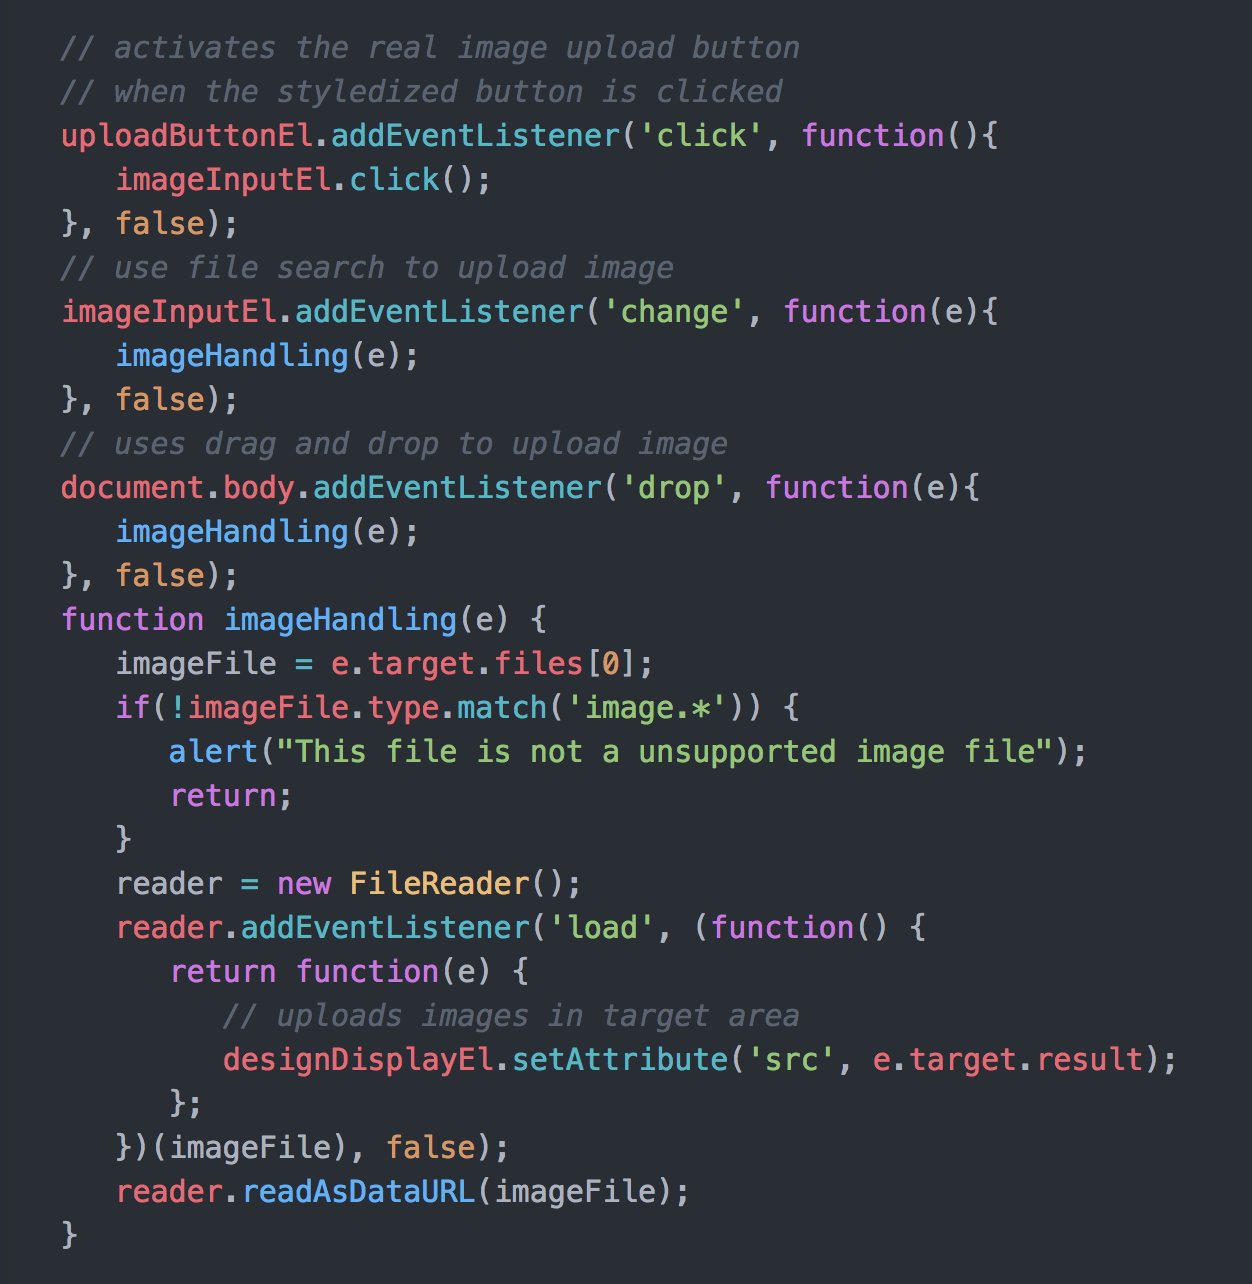 // activates the real image upload button
// when the styledized button is clicked
uploadButtonEl.addEventListener('click', function(){
   imageInputEl.click();
}, false);
// use file search to upload image
imageInputEl.addEventListener('change', function(e){
   imageHandling(e);
}, false);
// uses drag and drop to upload image
document.body.addEventListener('drop', function(e){
   imageHandling(e);
}, false);
function imageHandling(e) {
   imageFile = e.target.files[0];
   if(!imageFile.type.match('image.*')) {
      alert("This file is not a unsupported image file");
      return;
   }
   reader = new FileReader();
   reader.addEventListener('load', (function() {
      return function(e) {
         // uploads images in target area
         designDisplayEl.setAttribute('src', e.target.result);
      };
   })(imageFile), false);
   reader.readAsDataURL(imageFile);
}